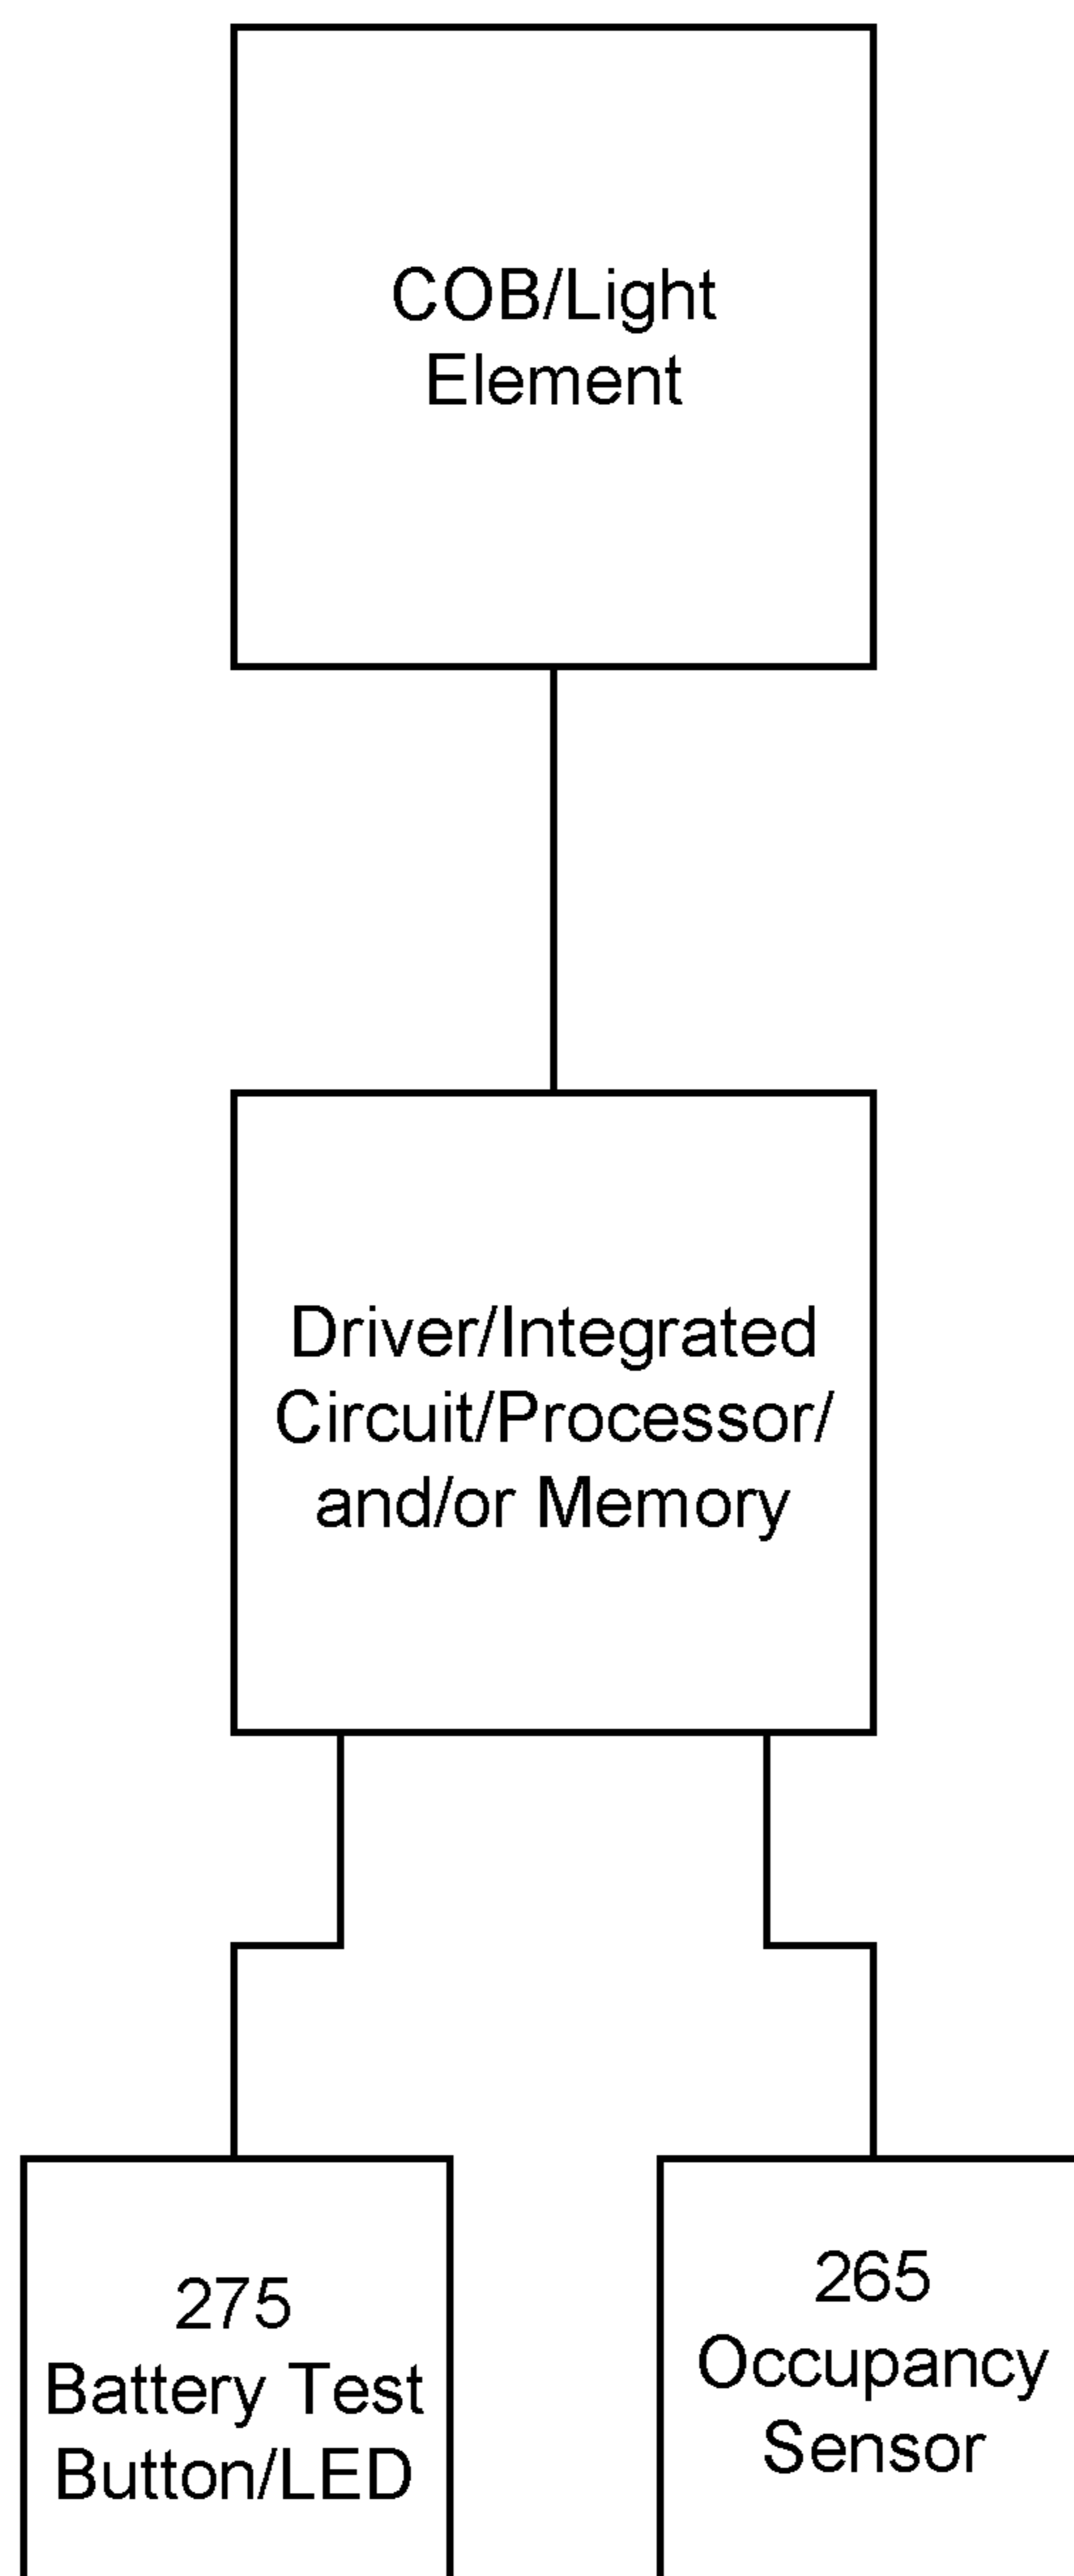 COB/Light
Element
Driver/Integrated
Circuit/Processor/
and/or Memory
275
Battery Test
Button/LED
265
Occupancy
Sensor